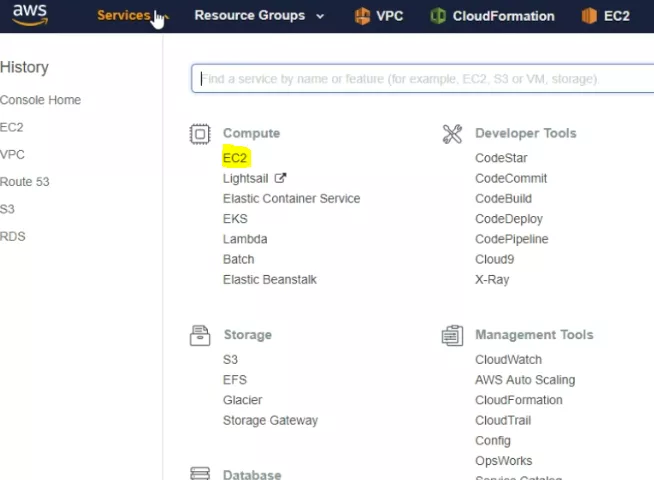 aws Services Resource Groups VPC CloudFormation EC2
History
Console Home
EC2
VPC
Route 53
S3
RDS
Find a service by name or feature (for example, EC2, S3 or VM, storage)
Compute
EC2
Lightsail
Elastic Container Service
EKS
Lambda
Batch
Elastic Beanstalk
Storage
S3
EFS
Glacier
Storage Gateway
Database
Developer Tools
CodeStar
CodeCommit
CodeBuild
CodeDeploy
CodePipeline
Cloud9
X-Ray
Management Tools
CloudWatch
AWS Auto Scaling
CloudFormation
CloudTrail
Config
OpsWorks
Service Catalog